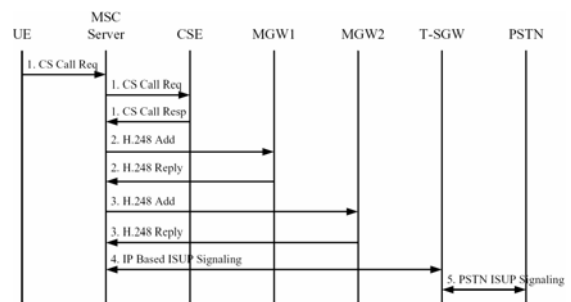 MSC
UE Server CSE MGW1 MGW2 T-SGW PSTN
1. CS Call Req
1. CS Call Req
1. CS Call Resp
2. H.248 Add
2. H.248 Reply
3. H.248 Add
3. H.248 Reply
4. IP Based ISUP Signaling
5. PSTN ISUP Signaling